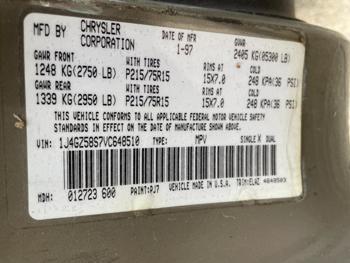 MFD BY CHRYSLER CORPORATION DATE OF MFR 1-97 GVWR 2405 KG(05300 LB)
GAWR FRONT WITH TIRES RIMS AT COLD
1248 KG(2750 LB) P215/75R15 15X7.0 248 KPA(36 PSI)
GAWR REAR WITH TIRES RIMS AT COLD
1339 KG(2950 LB) P215/75R15 15X7.0 248 KPA(36 PSI)
THIS VEHICLE CONFORMS TO ALL APPLICABLE FEDERAL MOTOR VEHICLE SAFETY
STANDARDS IN EFFECT ON THE DATE OF MANUFACTURE SHOWN ABOVE.
VIN: 1J4GZ58S7VC648510 TYPE: MPV SINGLE X DUAL
MDH: 012723 600 PAINT:PJ7 VEHICLE MADE IN U.S.A. TRIM: